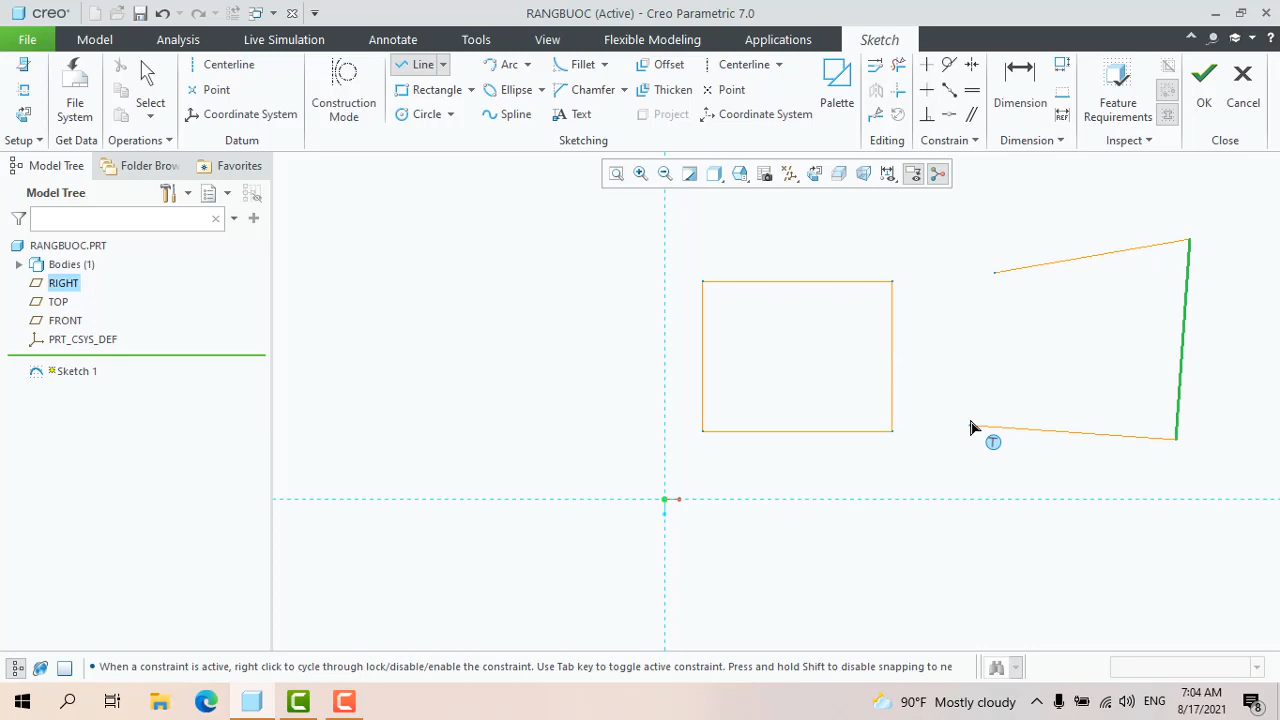 creo RANGBUOC (Active) - Creo Parametric 7.0
File Model Analysis Live Simulation Annotate Tools View Flexible Modeling Applications Sketch
Centerline Line Arc Fillet Offset Centerline
Point Rectangle Ellipse Chamfer Thicken Point
Coordinate System Circle Spline Text Project Coordinate System
File System Select Construction Mode Palette Dimension Feature Requirements OK Cancel
Setup Get Data Operations Datum Sketching Editing Constrain Dimension Inspect Close
Model Tree Folder Brow Favorites
Model Tree
RANGBUOC.PRT
Bodies (1)
RIGHT
TOP
FRONT
PRT_CSYS_DEF
Sketch 1
T
When a constraint is active, right click to cycle through lock/disable/enable the constraint. Use Tab key to toggle active constraint. Press and hold Shift to disable snapping to ne
90°F Mostly cloudy ENG 7:04 AM
8/17/2021 8